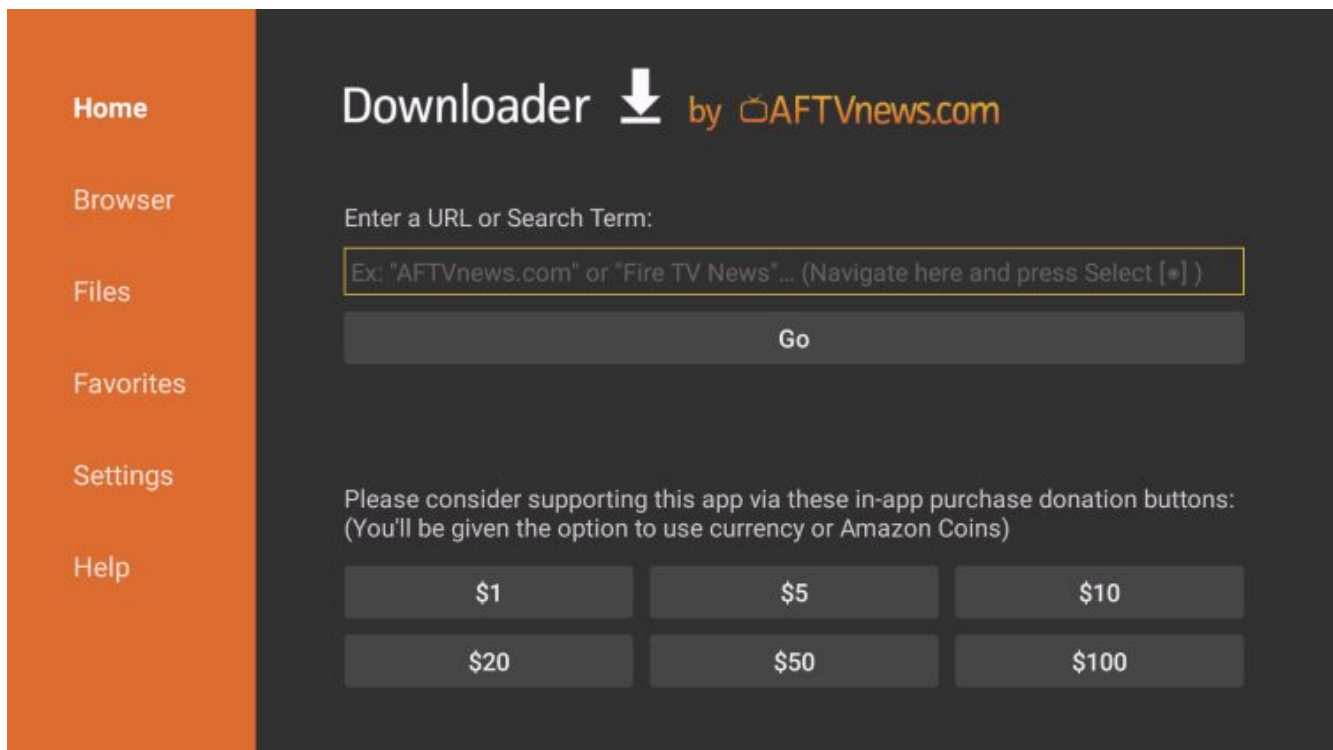 Home
Browser
Files
Favorites
Settings
Help
Downloader by AFTVnews.com
Enter a URL or Search Term:
Ex: "AFTVnews.com" or "Fire TV News"... (Navigate here and press Select [●] )
Go
Please consider supporting this app via these in-app purchase donation buttons:
(You'll be given the option to use currency or Amazon Coins)
$1 $5 $10
$20 $50 $100